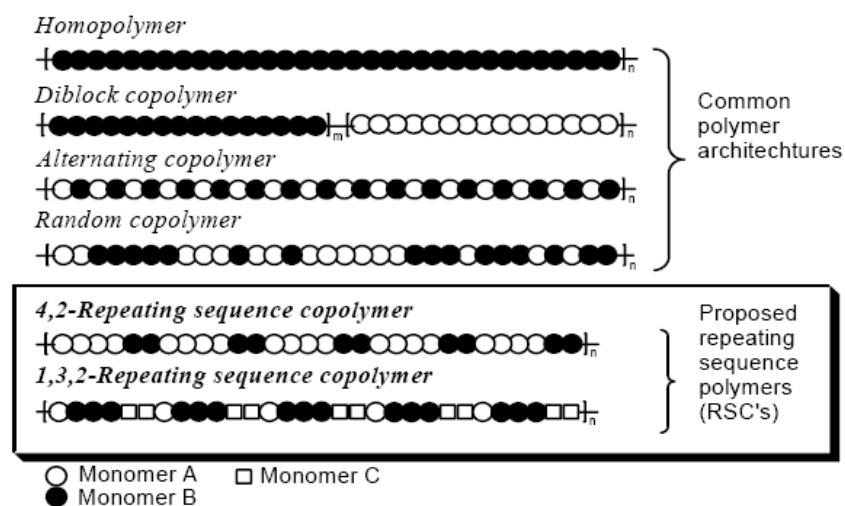 Homopolymer
n
Diblock copolymer
m
n
Alternating copolymer
n
Random copolymer
n
Common
polymer
architechtures
4,2-Repeating sequence copolymer
n
1,3,2-Repeating sequence copolymer
n
Proposed
repeating
sequence
polymers
(RSC's)
Monomer A
Monomer C
Monomer B